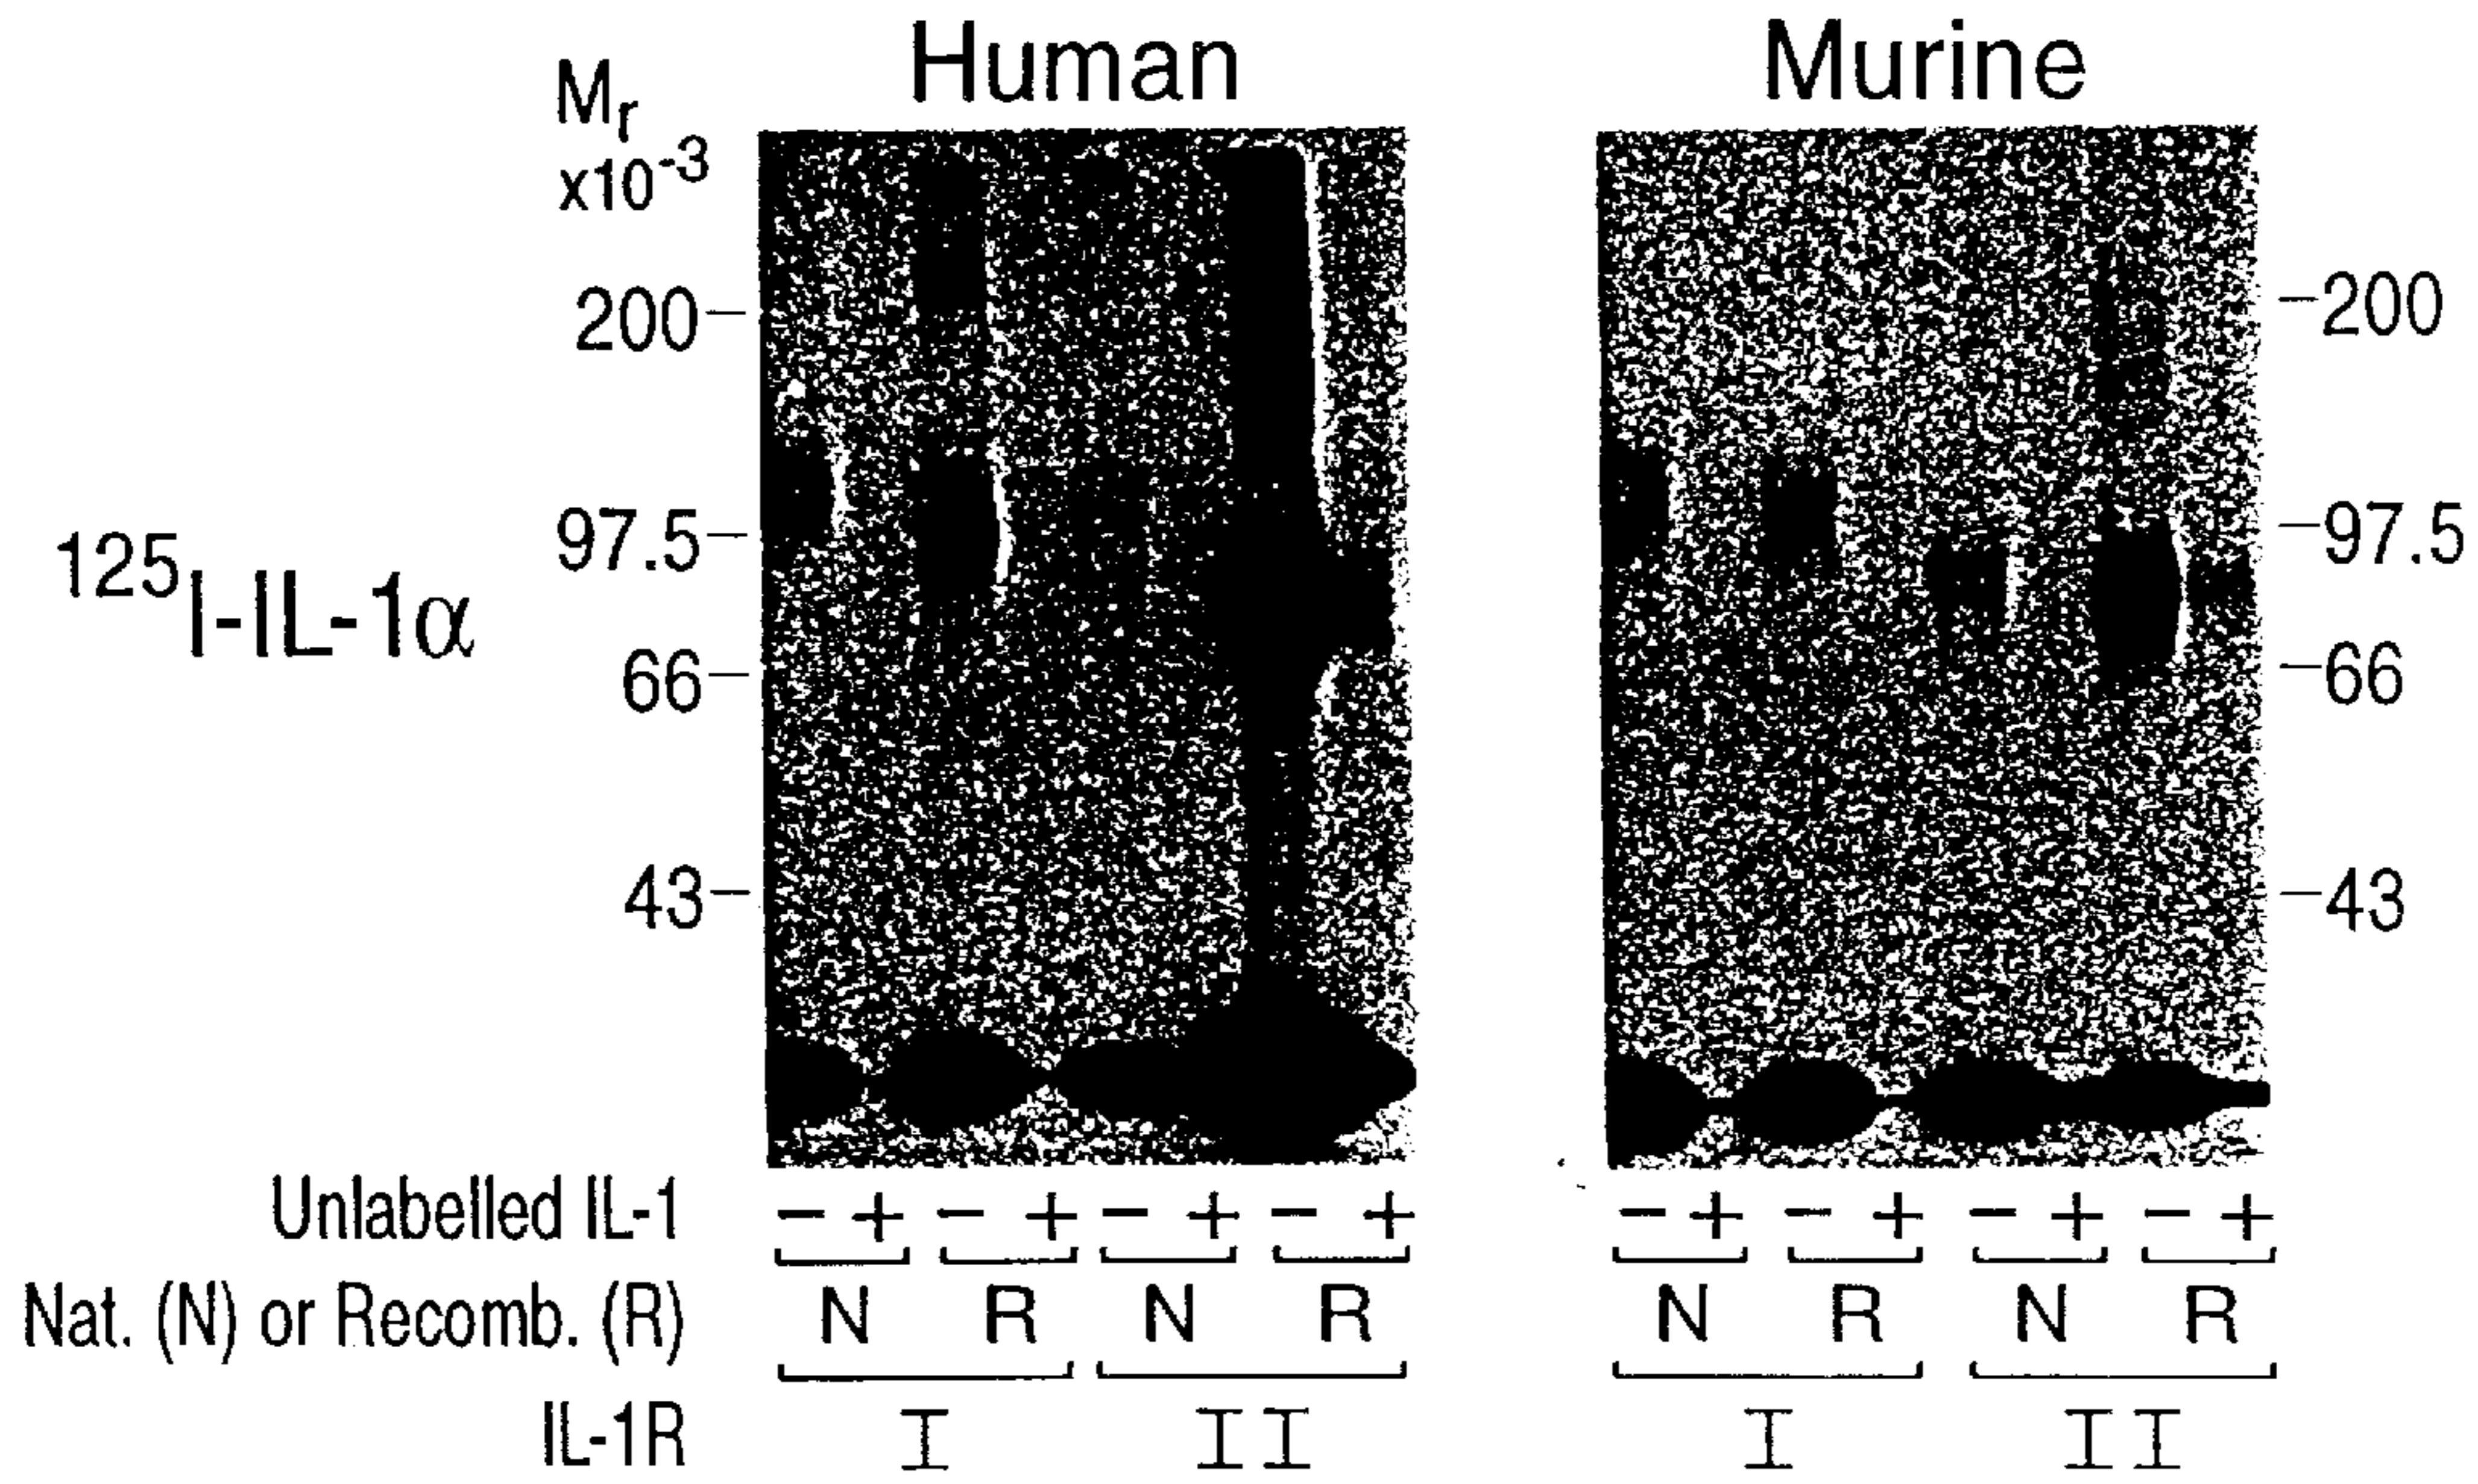 Human Murine
Mr
x10-3
200 200
97.5 97.5
125I-IL-1α
66 66
43 43
Unlabelled IL-1 − + − + − + − + − + − + − + − +
Nat. (N) or Recomb. (R) N R N R N R N R
IL-1R I II I II